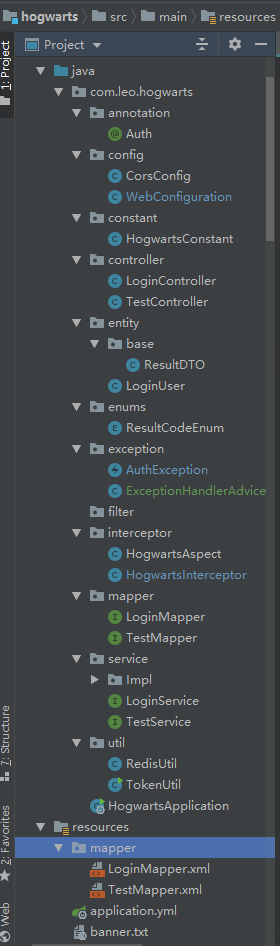 hogwarts src main resources
Project
java
com.leo.hogwarts
annotation
@ Auth
config
C CorsConfig
C WebConfiguration
constant
C HogwartsConstant
controller
C LoginController
C TestController
entity
base
C ResultDTO
C LoginUser
enums
E ResultCodeEnum
exception
AuthException
C ExceptionHandlerAdvice
filter
interceptor
C HogwartsAspect
C HogwartsInterceptor
mapper
I LoginMapper
I TestMapper
service
Impl
I LoginService
I TestService
util
C RedisUtil
C TokenUtil
HogwartsApplication
resources
mapper
LoginMapper.xml
TestMapper.xml
application.yml
banner.txt
1: Project
7: Structure
2: Favorites
Web